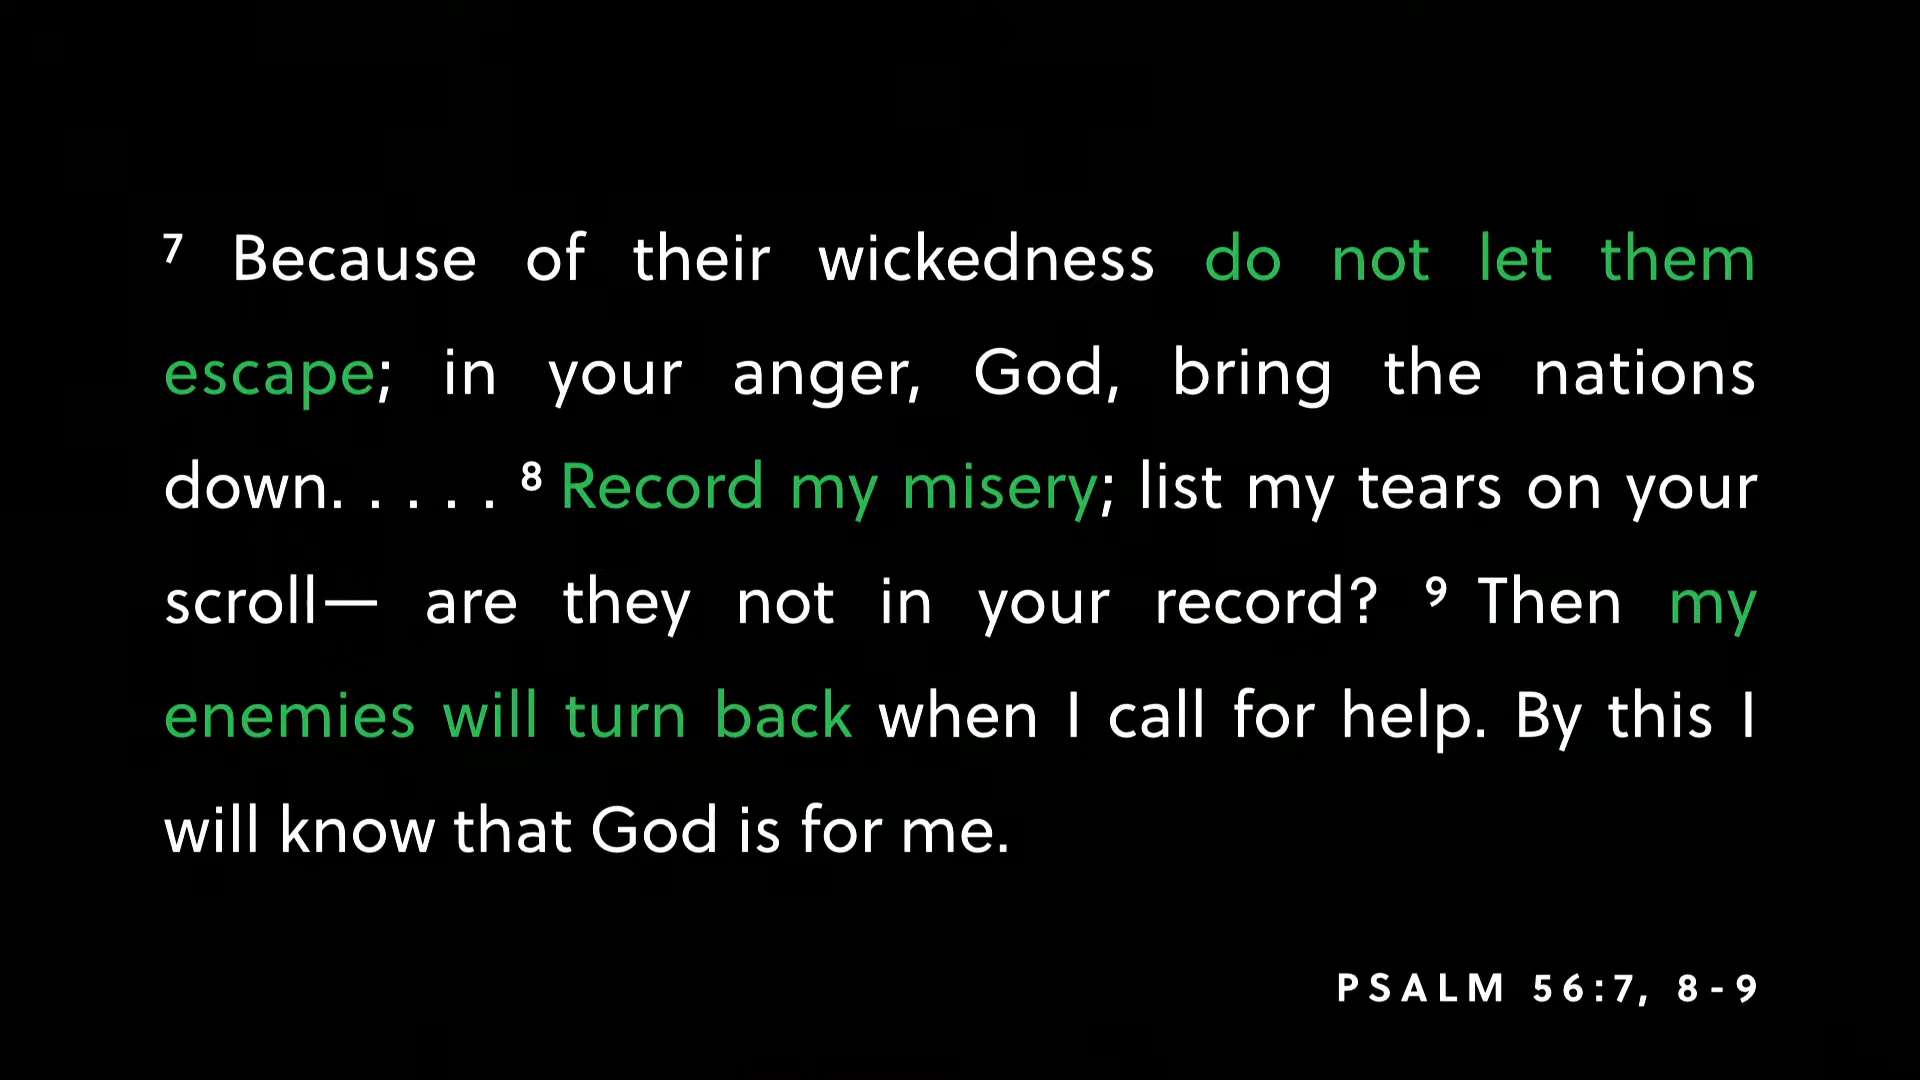 ⁷ Because of their wickedness do not let them
escape; in your anger, God, bring the nations
down. . . . . ⁸ Record my misery; list my tears on your
scroll— are they not in your record? ⁹ Then my
enemies will turn back when I call for help. By this I
will know that God is for me.
PSALM 56:7, 8-9